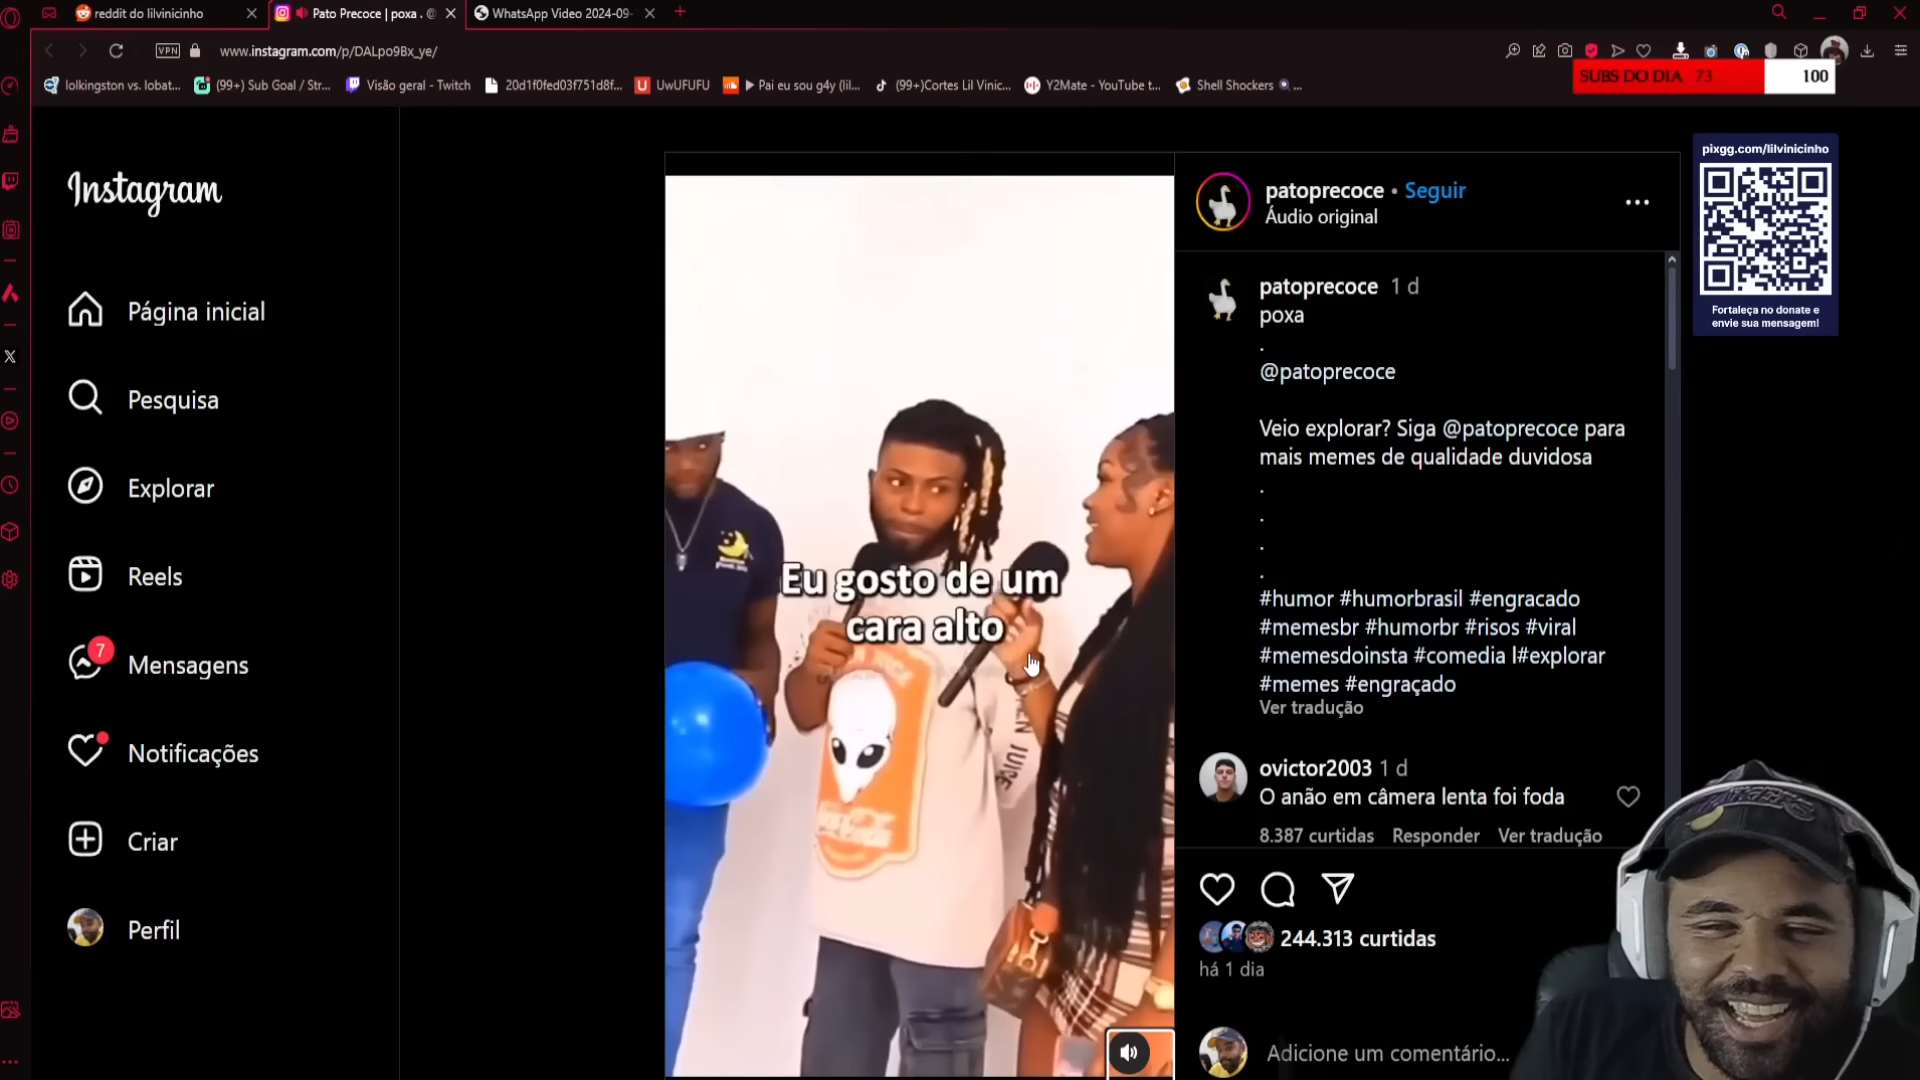 reddit do lilvinicinho
Pato Precoce | poxa . @
WhatsApp Video 2024-09-
VPN
www.instagram.com/p/DALpo9Bx_ye/
lolkingston vs. lobat...
(99+) Sub Goal / Str...
Visão geral - Twitch
20d1f0fed03f751d8f...
UwUFUFU
Pai eu sou g4y (lil...
(99+)Cortes Lil Vinic...
Y2Mate - YouTube t...
Shell Shockers
...
SUBS DO DIA 73
100
Instagram
Página inicial
Pesquisa
Explorar
Reels
7
Mensagens
Notificações
Criar
Perfil
Eu gosto de um
cara alto
patoprecoce • Seguir
Áudio original
patoprecoce 1 d
poxa
.
@patoprecoce
Veio explorar? Siga @patoprecoce para
mais memes de qualidade duvidosa
.
.
.
.
#humor #humorbrasil #engracado
#memesbr #humorbr #risos #viral
#memesdoinsta #comedia l#explorar
#memes #engraçado
Ver tradução
ovictor2003 1 d
O anão em câmera lenta foi foda
8.387 curtidas Responder Ver tradução
244.313 curtidas
há 1 dia
Adicione um comentário...
pixgg.com/lilvinicinho
Fortaleça no donate e
envie sua mensagem!